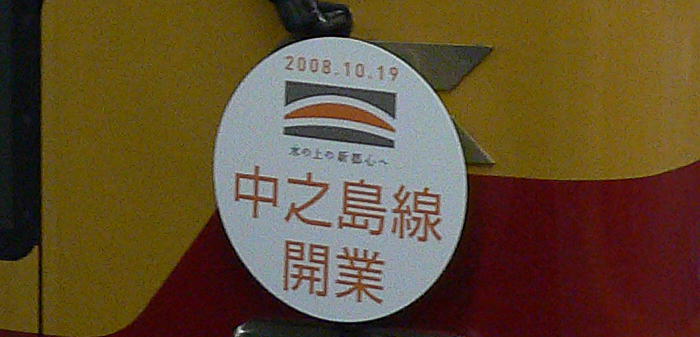 2008.10.19
水の上の新都心へ
中之島線
開業